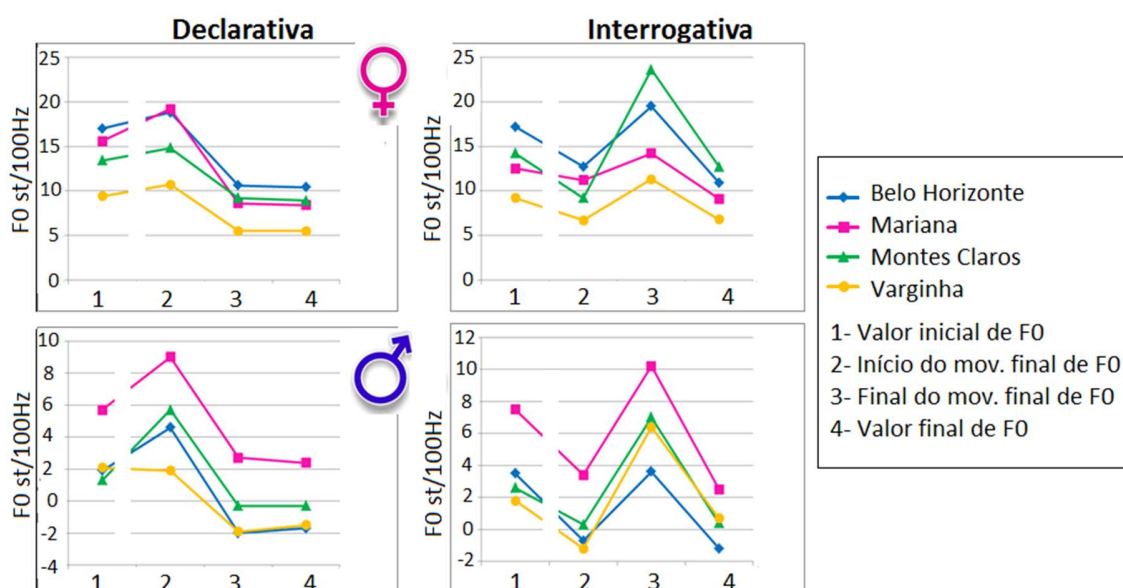 Declarativa
F0 st/100Hz
25
20
15
10
5
0
1 2 3 4
Interrogativa
F0 st/100Hz
25
20
15
10
5
0
1 2 3 4
F0 st/100Hz
10
8
6
4
2
0
-2
-4
1 2 3 4
F0 st/100Hz
12
10
8
6
4
2
0
-2
1 2 3 4
Belo Horizonte
Mariana
Montes Claros
Varginha
1- Valor inicial de F0
2- Início do mov. final de F0
3- Final do mov. final de F0
4- Valor final de F0